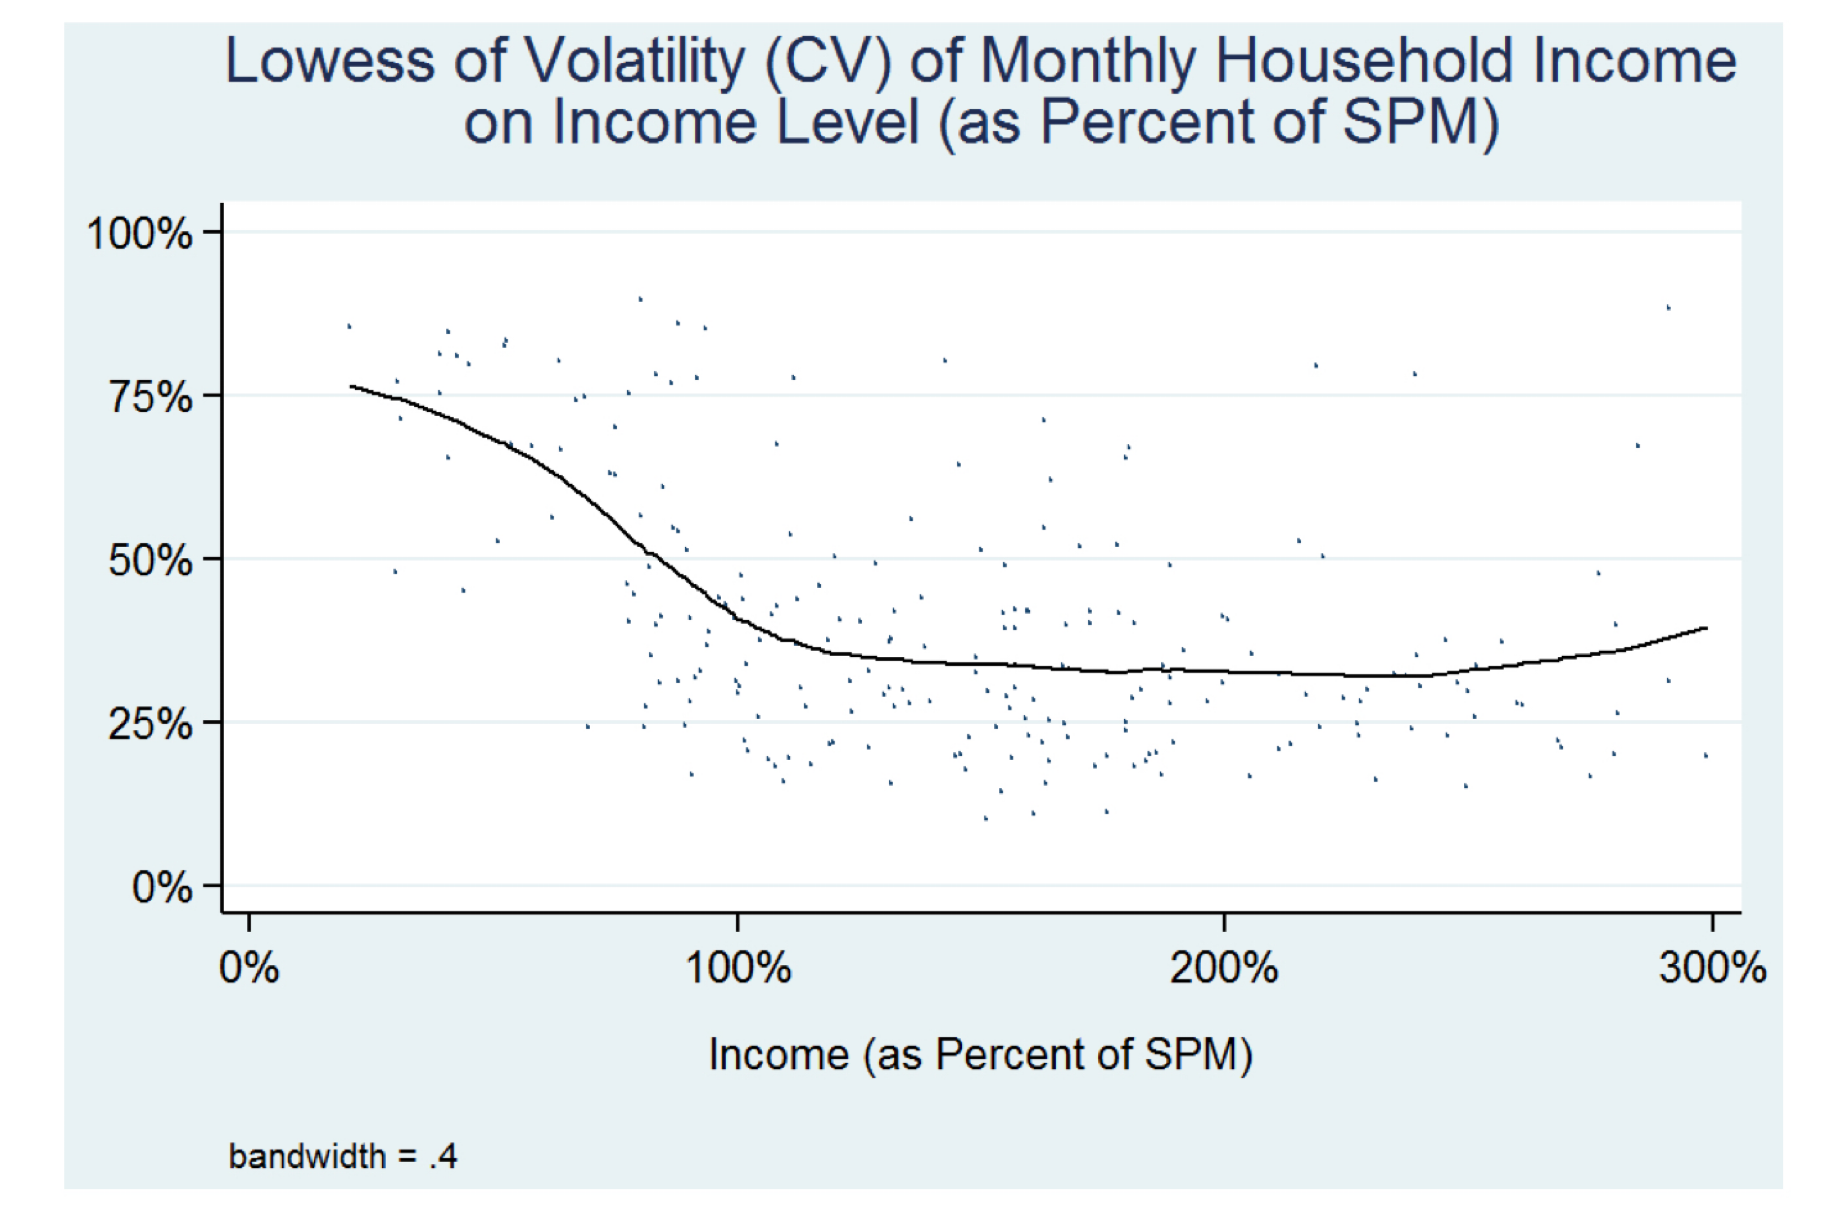 Lowess of Volatility (CV) of Monthly Household Income
on Income Level (as Percent of SPM)
100%
75%
50%
25%
0%
0% 100% 200% 300%
Income (as Percent of SPM)
bandwidth = .4